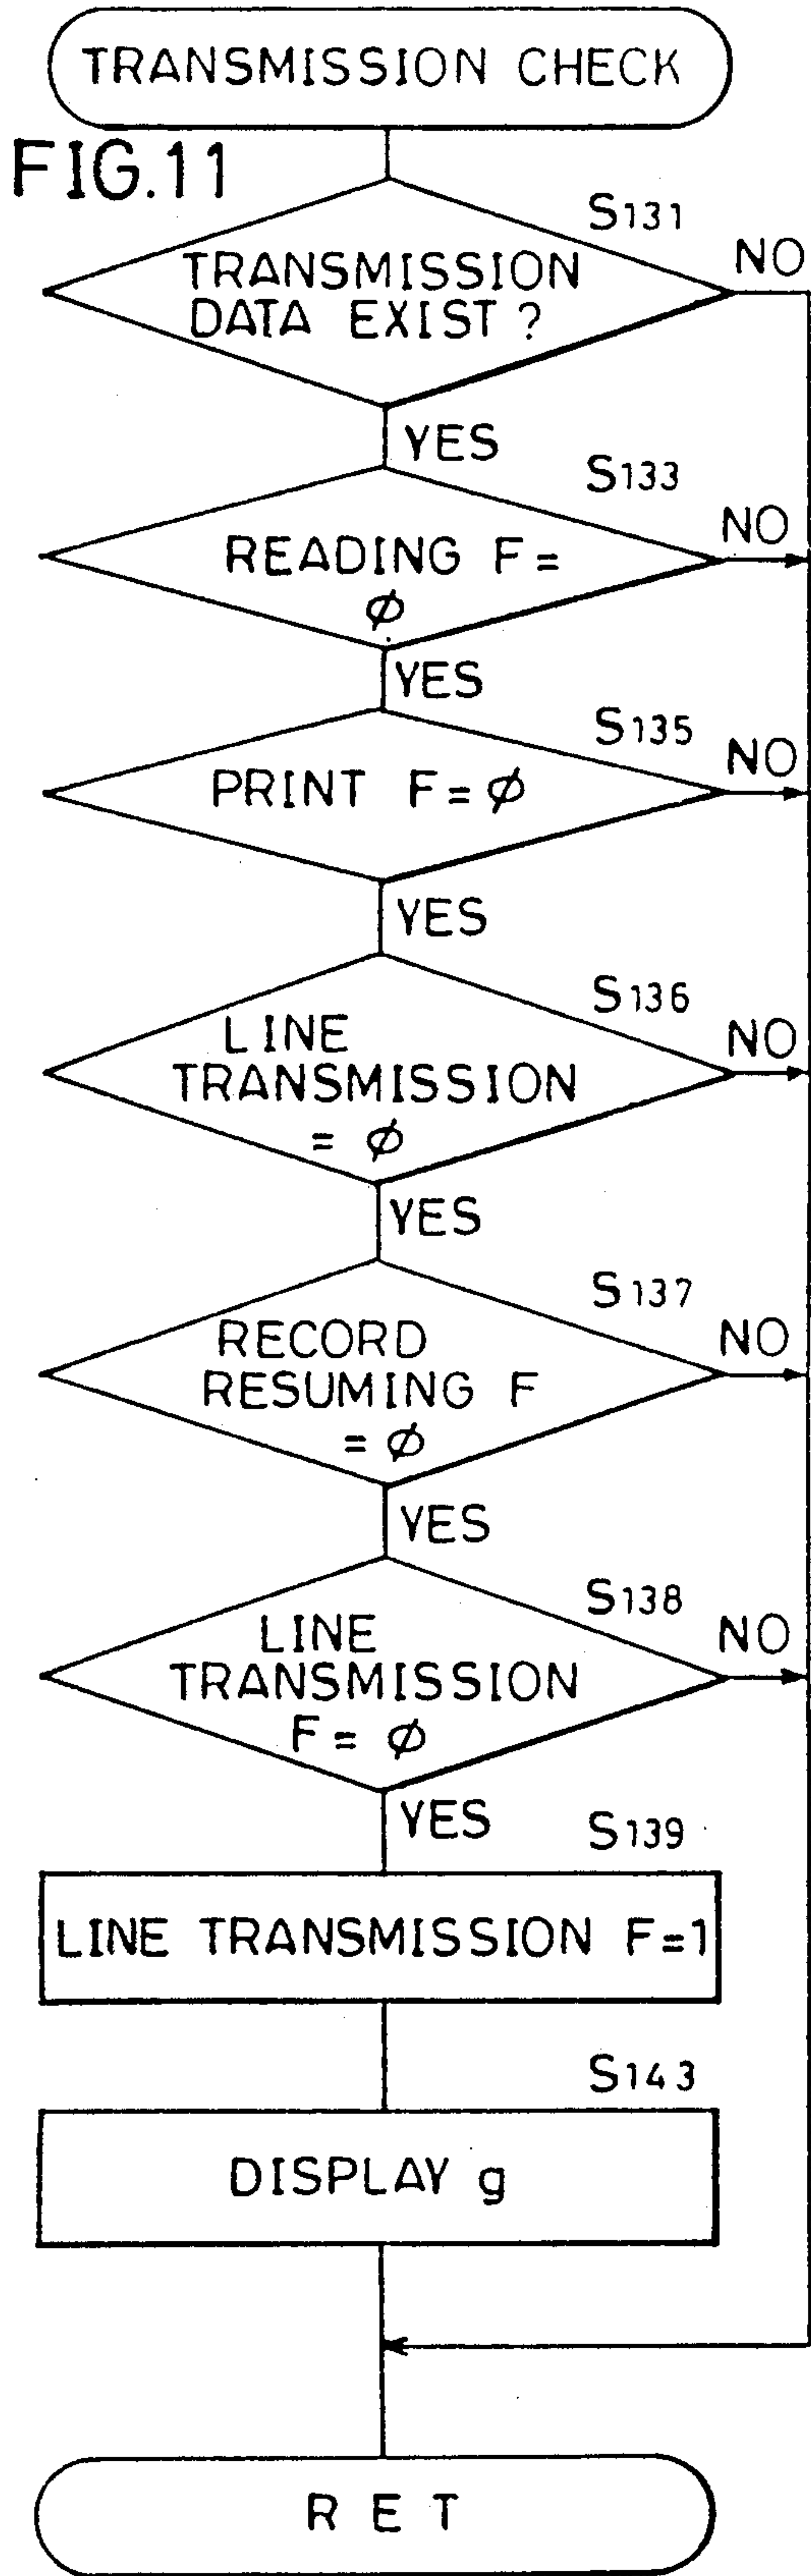 TRANSMISSION CHECK
FIG.11
S131
TRANSMISSION
DATA EXIST ?
NO
YES
S133
READING F =
ϕ
NO
YES
S135
PRINT F = ϕ
NO
YES
S136
LINE
TRANSMISSION
= ϕ
NO
YES
S137
RECORD
RESUMING F
= ϕ
NO
YES
S138
LINE
TRANSMISSION
F = ϕ
NO
YES
S139
LINE TRANSMISSION F=1
S143
DISPLAY g
RET